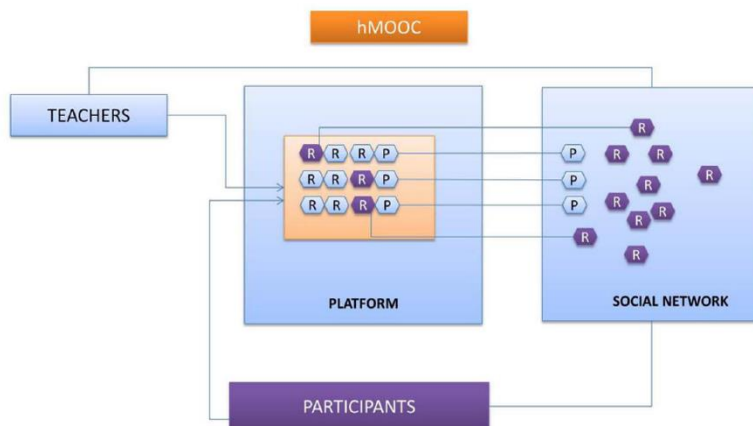 hMOOC
TEACHERS
R R R P
R R R P
R R R P
PLATFORM
R
P R R
R
P R
R R
P R
R
R
SOCIAL NETWORK
PARTICIPANTS